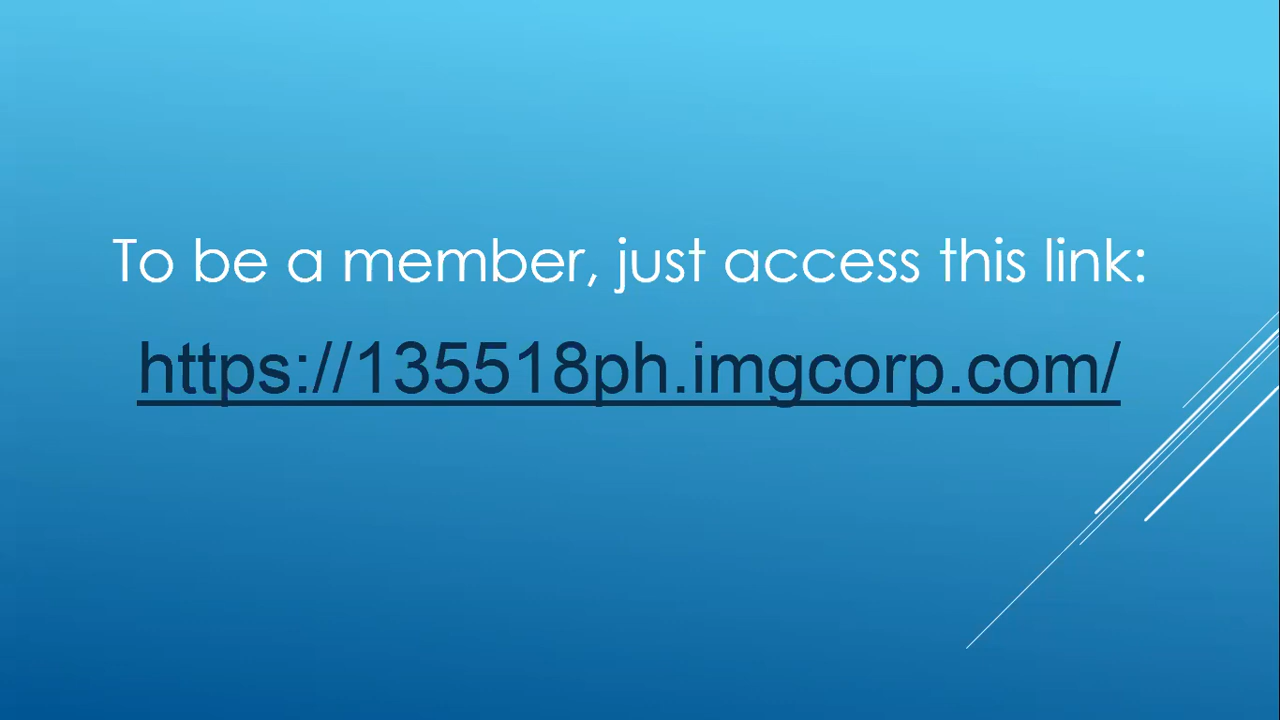 To be a member, just access this link:
https://135518ph.imgcorp.com/